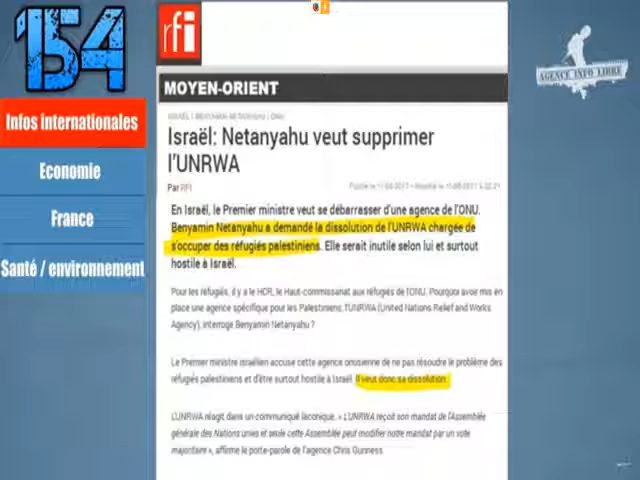 154
rfi
AGENCE INFO LIBRE
MOYEN-ORIENT
Infos internationales
Economie
France
Santé / environnement
ISRAËL | BENYAMIN NETANYAHU | ONU
Israël: Netanyahu veut supprimer
l'UNRWA
Par RFI
En Israël, le Premier ministre veut se débarrasser d'une agence de l'ONU.
Benyamin Netanyahu a demandé la dissolution de l'UNRWA chargée de
s'occuper des réfugiés palestiniens. Elle serait inutile selon lui et surtout
hostile à Israël.
Pour les réfugiés, il y a le HCR, le Haut-commissariat aux réfugiés de l'ONU. Pourquoi avoir mis en
place une agence spécifique pour les Palestiniens, l'UNRWA (United Nations Relief and Works
Agency), interroge Benyamin Netanyahu ?
Le Premier ministre israélien accuse cette agence onusienne de ne pas résoudre le problème des
réfugiés palestiniens et d'être surtout hostile à Israël. Il veut donc sa dissolution.
L'UNRWA réagit dans un communiqué laconique. « L'UNRWA reçoit son mandat de l'Assemblée
générale des Nations unies et seule cette Assemblée peut modifier notre mandat par un vote
majoritaire », affirme le porte-parole de l'agence Chris Gunness.